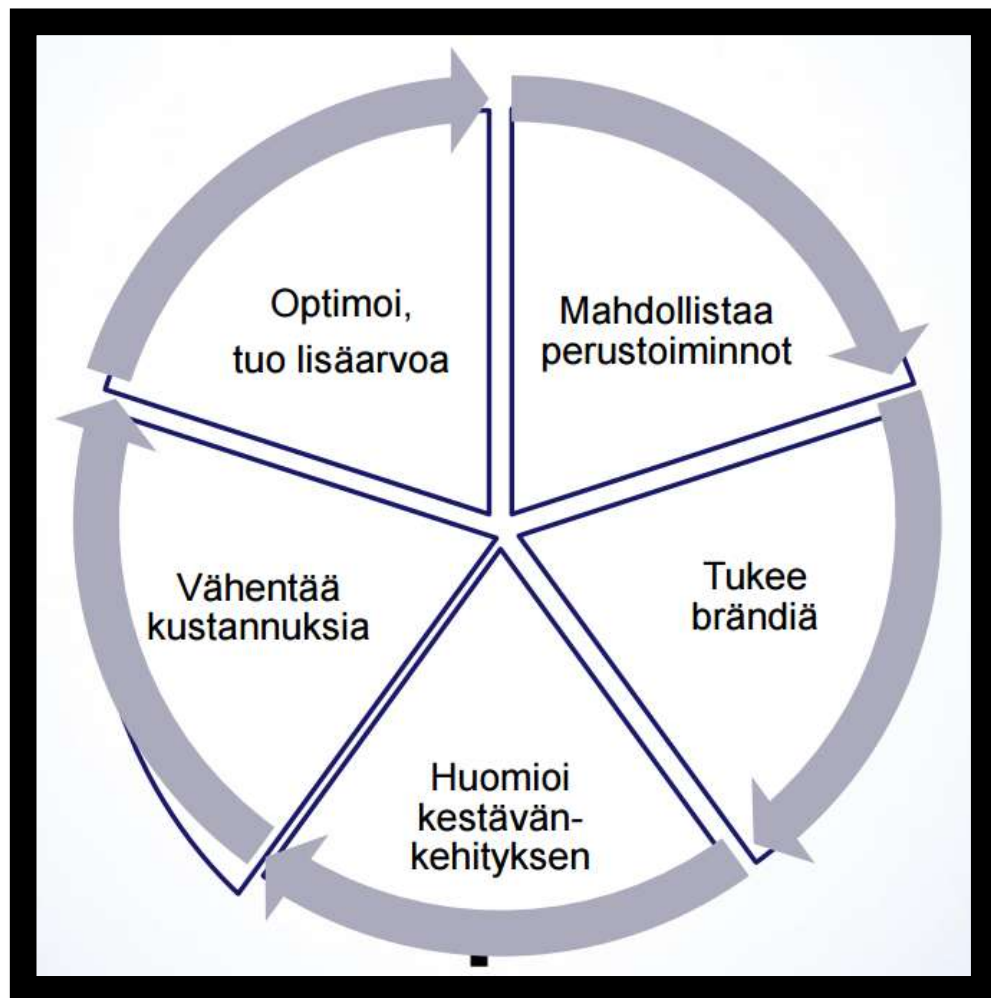 Optimoi,
tuo lisäarvoa
Mahdollistaa
perustoiminnot
Tukee
brändiä
Huomioi
kestävän-
kehityksen
Vähentää
kustannuksia